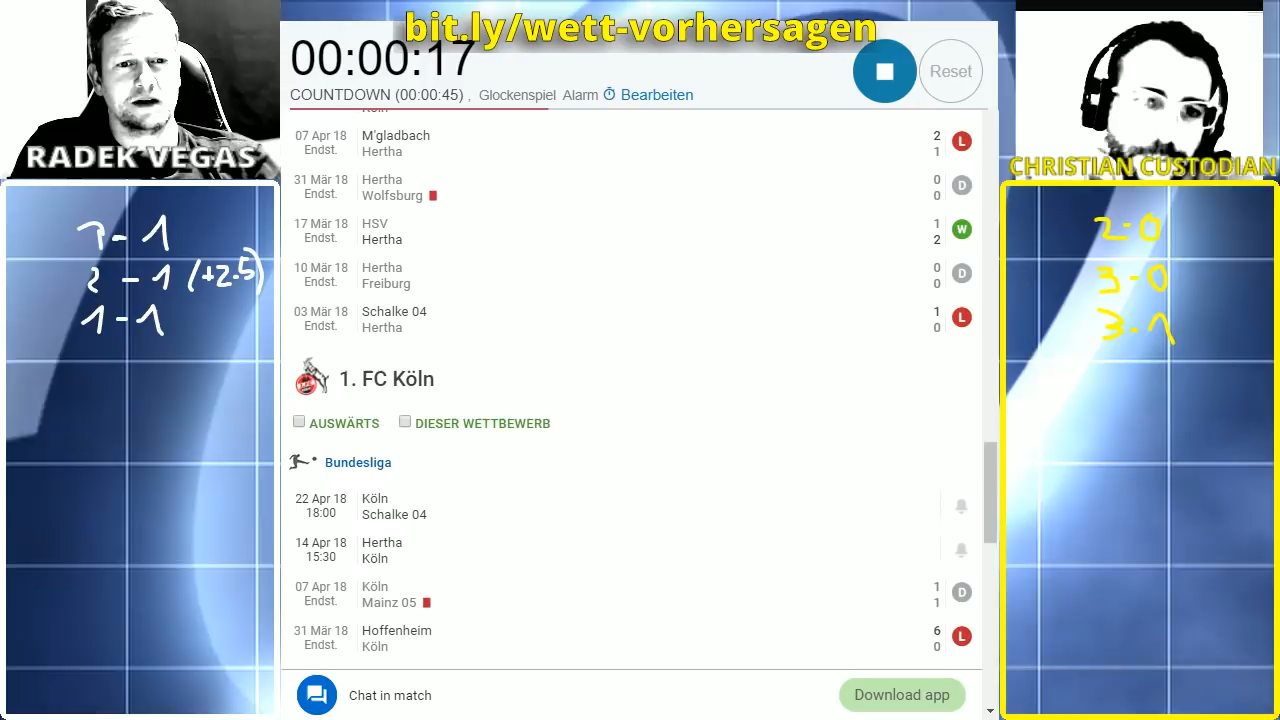 bit.ly/wett-vorhersagen
00:00:17
Reset
COUNTDOWN (00:00:45) , Glockenspiel Alarm Bearbeiten
RADEK VEGAS
CHRISTIAN CUSTODIAN
- 1
2 - 1 (+2.5)
1 - 1
2-0
3-0
3-1
Köln
07 Apr 18 M'gladbach 2
Endst. Hertha 1 L
31 Mär 18 Hertha 0
Endst. Wolfsburg 0 D
17 Mär 18 HSV 1
Endst. Hertha 2 W
10 Mär 18 Hertha 0
Endst. Freiburg 0 D
03 Mär 18 Schalke 04 1
Endst. Hertha 0 L
1. FC Köln
AUSWÄRTS DIESER WETTBEWERB
Bundesliga
22 Apr 18 Köln
18:00 Schalke 04
14 Apr 18 Hertha
15:30 Köln
07 Apr 18 Köln 1
Endst. Mainz 05 1 D
31 Mär 18 Hoffenheim 6
Endst. Köln 0 L
Chat in match
Download app